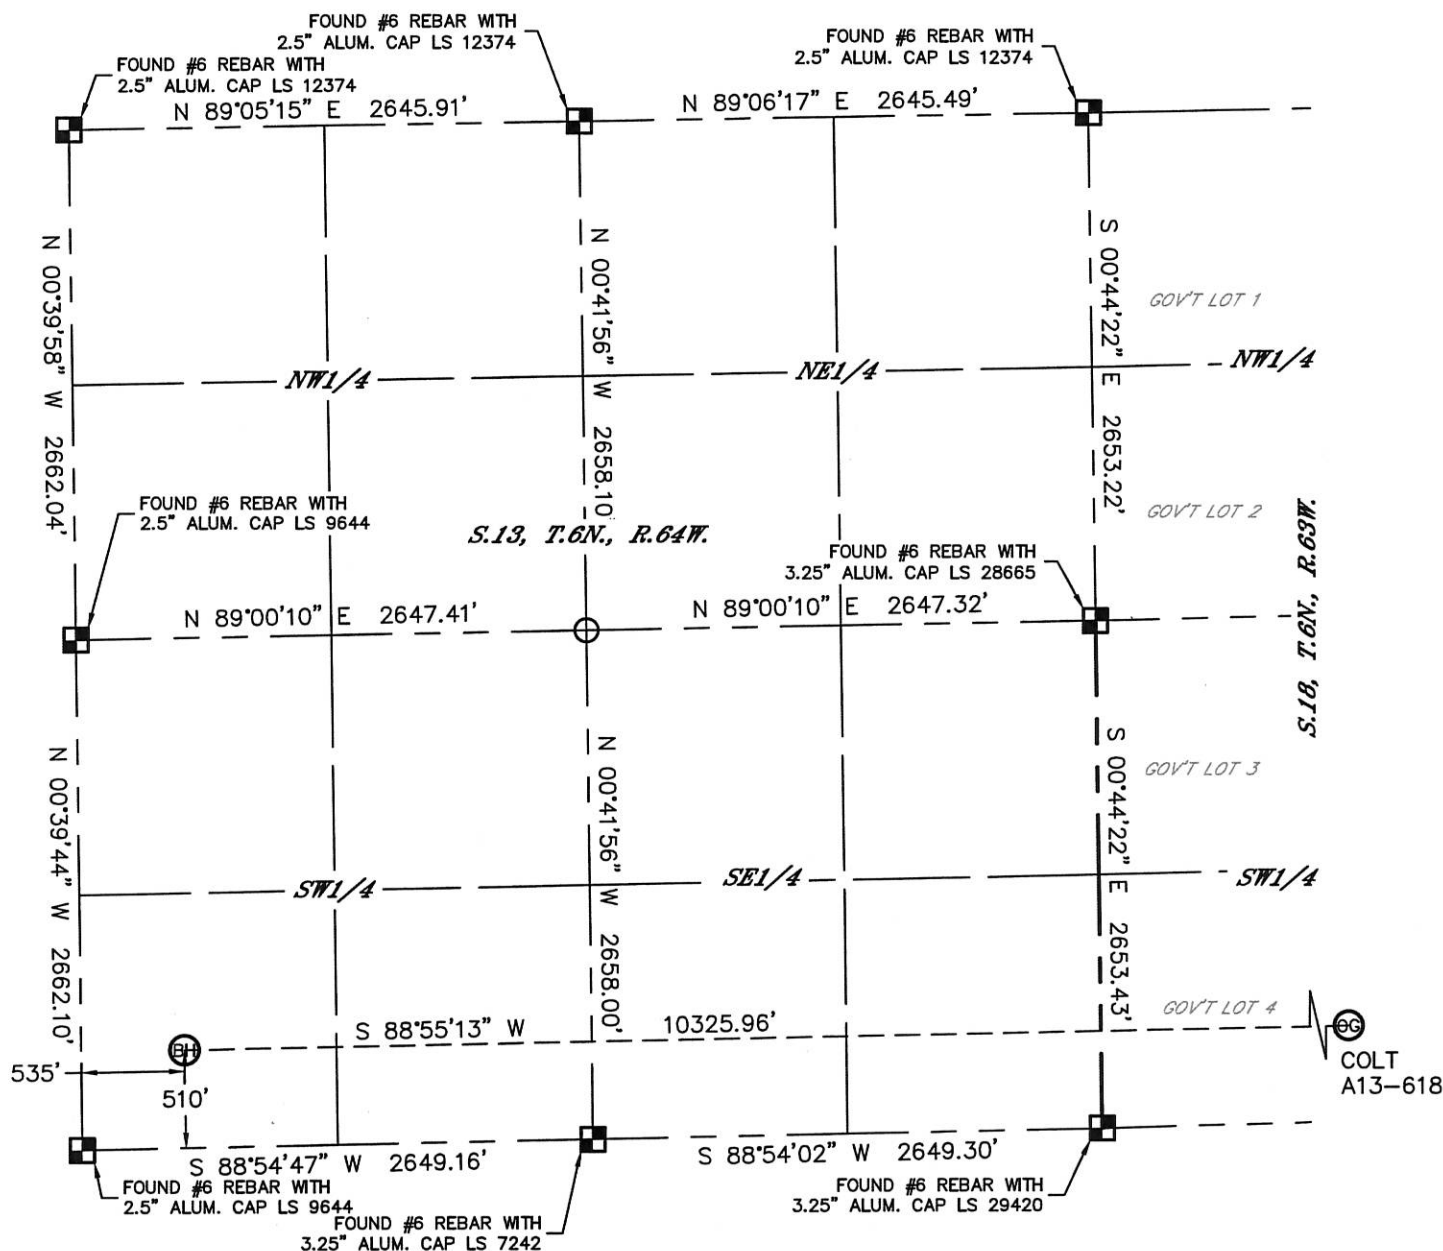 FOUND #6 REBAR WITH
2.5" ALUM. CAP LS 12374
FOUND #6 REBAR WITH
2.5" ALUM. CAP LS 12374
FOUND #6 REBAR WITH
2.5" ALUM. CAP LS 12374
N 89°05'15" E 2645.91'
N 89°06'17" E 2645.49'
N 00°39'58" W 2662.04'
N 00°41'56" W 2658.10'
S 00°44'22" E 2653.22'
GOV'T LOT 1
NW1/4
NE1/4
NW1/4
FOUND #6 REBAR WITH
2.5" ALUM. CAP LS 9644
GOV'T LOT 2
S.13, T.6N., R.64W.
S.18, T.6N., R.63W.
FOUND #6 REBAR WITH
3.25" ALUM. CAP LS 28665
N 89°00'10" E 2647.41'
N 89°00'10" E 2647.32'
N 00°39'44" W 2662.10'
N 00°41'56" W 2658.00'
S 00°44'22" E 2653.43'
GOV'T LOT 3
SW1/4
SE1/4
SW1/4
GOV'T LOT 4
S 88°55'13" W 10325.96'
BH
OG
COLT
A13-618
535'
510'
S 88°54'47" W 2649.16'
S 88°54'02" W 2649.30'
FOUND #6 REBAR WITH
2.5" ALUM. CAP LS 9644
FOUND #6 REBAR WITH
3.25" ALUM. CAP LS 7242
FOUND #6 REBAR WITH
3.25" ALUM. CAP LS 29420